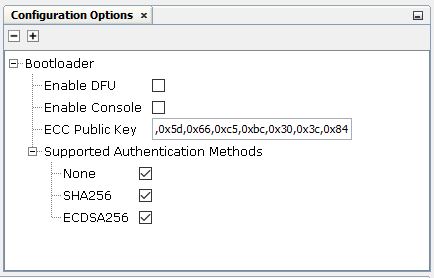 Configuration Options ×
Bootloader
Enable DFU
Enable Console
ECC Public Key ,0x5d,0x66,0xc5,0xbc,0x30,0x3c,0x84
Supported Authentication Methods
None
SHA256
ECDSA256